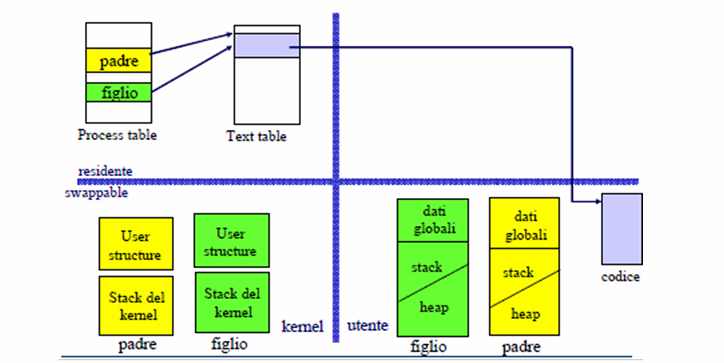 padre
figlio
Process table
Text table
residente
swappable
User
structure
Stack del
kernel
padre
User
structure
Stack del
kernel
figlio
kernel
utente
dati
globali
stack
heap
figlio
dati
globali
stack
heap
padre
codice